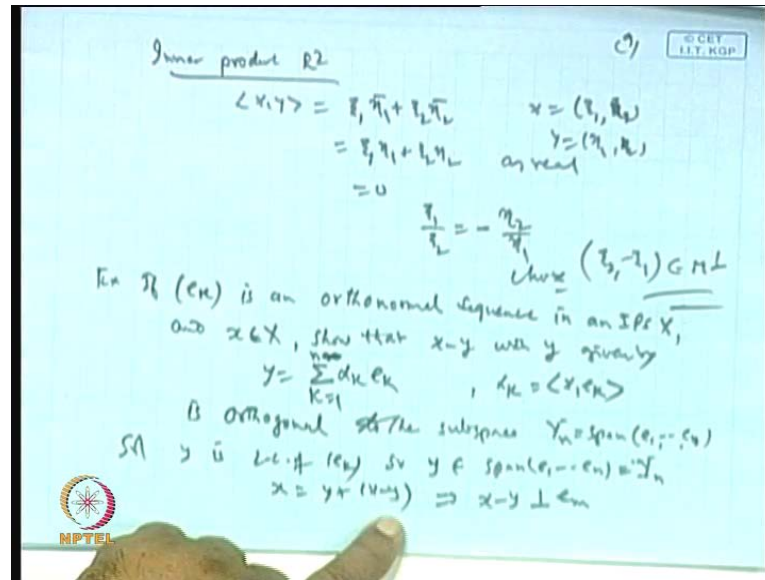 Inner product R2
© CET
I.I.T. KGP
<x,y> = ξ₁η̄₁ + ξ₂η̄₂    x = (ξ₁, ξ₂)
= ξ₁η₁ + ξ₂η₂ as real    y = (η₁, η₂)
= 0
ξ₁/ξ₂ = - η₂/η₁
chose (ξ₂, -ξ₁) ∈ M⊥
Ex If (eₖ) is an orthonormal sequence in an IPS X,
and x ∈ X, show that x-y with y given by
y = Σₖ₌₁ⁿ αₖ eₖ , αₖ = <x, eₖ>
is orthogonal the subspace Yₙ = span(e₁, -- eₙ)
Sol y is L.C. of (eₖ) so y ∈ span(e₁ -- eₙ) = Yₙ
x = y + (x-y) ⇒ x-y ⊥ eₘ
NPTEL